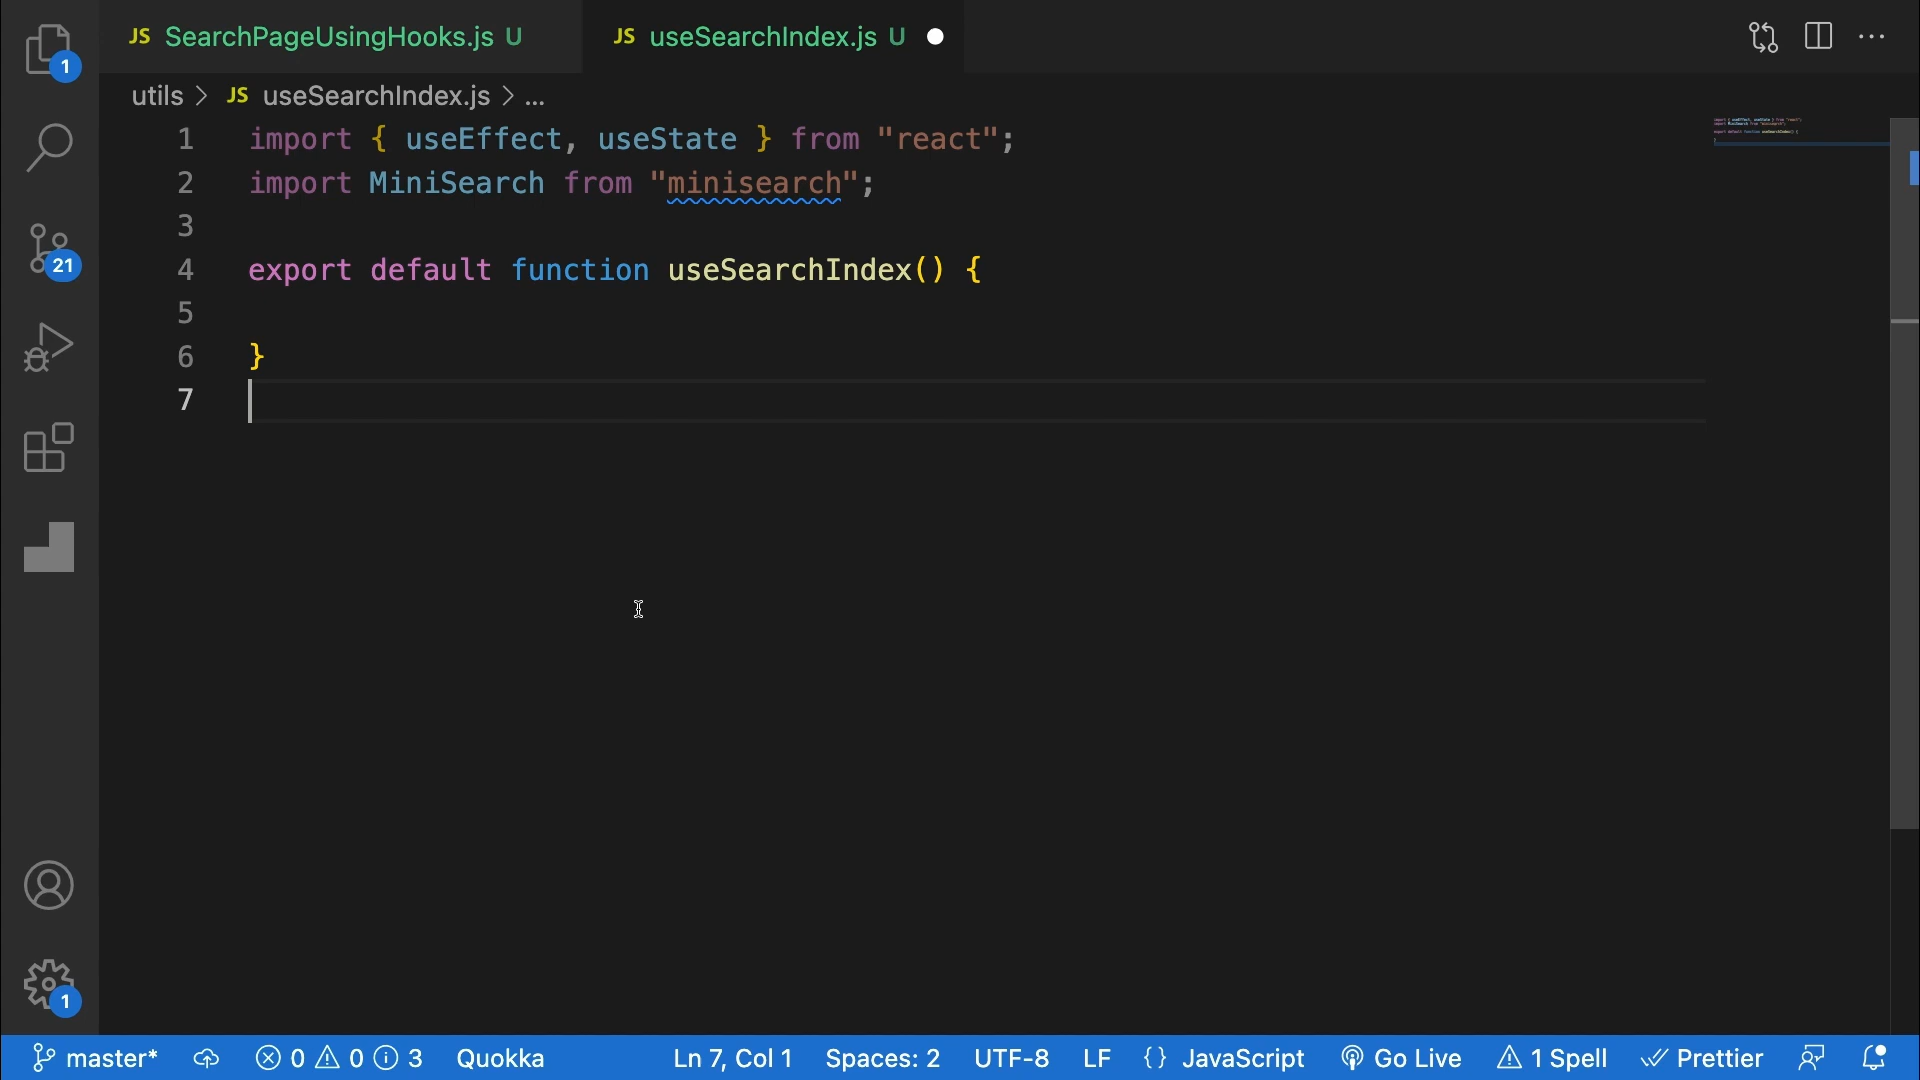 JS SearchPageUsingHooks.js U
JS useSearchIndex.js U
1
utils > JS useSearchIndex.js > ...
1 import { useEffect, useState } from "react";
2 import MiniSearch from "minisearch";
3
4 export default function useSearchIndex() {
5
6 }
7
21
1
master* 0 0 3 Quokka Ln 7, Col 1 Spaces: 2 UTF-8 LF {} JavaScript Go Live 1 Spell Prettier